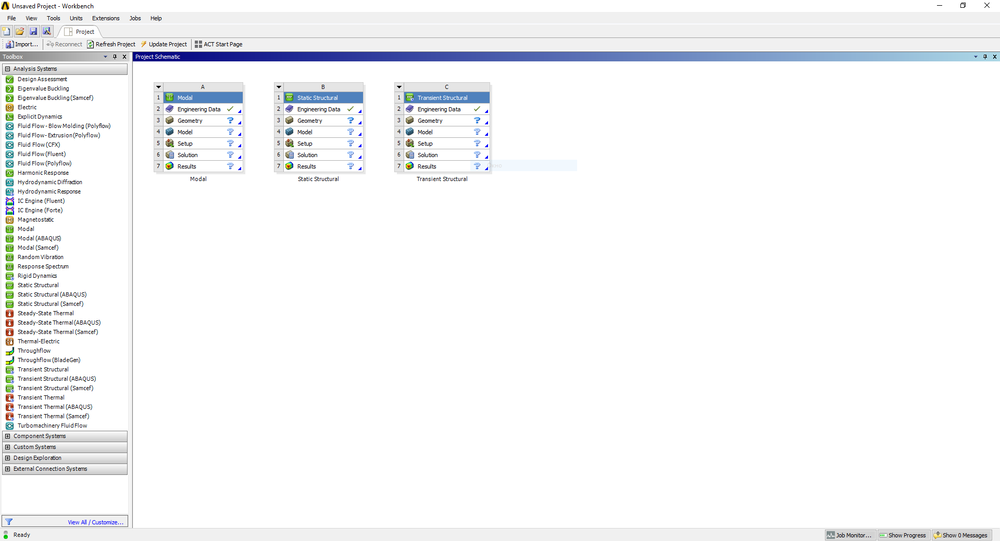 Unsaved Project - Workbench
File View Tools Units Extensions Jobs Help
Project
Import... Reconnect Refresh Project Update Project ACT Start Page
Toolbox
Analysis Systems
Design Assessment
Eigenvalue Buckling
Eigenvalue Buckling (Samcef)
Electric
Explicit Dynamics
Fluid Flow - Blow Molding (Polyflow)
Fluid Flow- Extrusion (Polyflow)
Fluid Flow (CFX)
Fluid Flow (Fluent)
Fluid Flow (Polyflow)
Harmonic Response
Hydrodynamic Diffraction
Hydrodynamic Response
IC Engine (Fluent)
IC Engine (Forte)
Magnetostatic
Modal
Modal (ABAQUS)
Modal (Samcef)
Random Vibration
Response Spectrum
Rigid Dynamics
Static Structural
Static Structural (ABAQUS)
Static Structural (Samcef)
Steady-State Thermal
Steady-State Thermal (ABAQUS)
Steady-State Thermal (Samcef)
Thermal-Electric
Throughflow
Throughflow (BladeGen)
Transient Structural
Transient Structural (ABAQUS)
Transient Structural (Samcef)
Transient Thermal
Transient Thermal (ABAQUS)
Transient Thermal (Samcef)
Turbomachinery Fluid Flow
Component Systems
Custom Systems
Design Exploration
External Connection Systems
View All / Customize...
Project Schematic
A
1 Modal
2 Engineering Data
3 Geometry
4 Model
5 Setup
6 Solution
7 Results
Modal
B
1 Static Structural
2 Engineering Data
3 Geometry
4 Model
5 Setup
6 Solution
7 Results
Static Structural
C
1 Transient Structural
2 Engineering Data
3 Geometry
4 Model
5 Setup
6 Solution
7 Results
Transient Structural
Окно
Ready
Job Monitor... Show Progress 0 Show 0 Messages